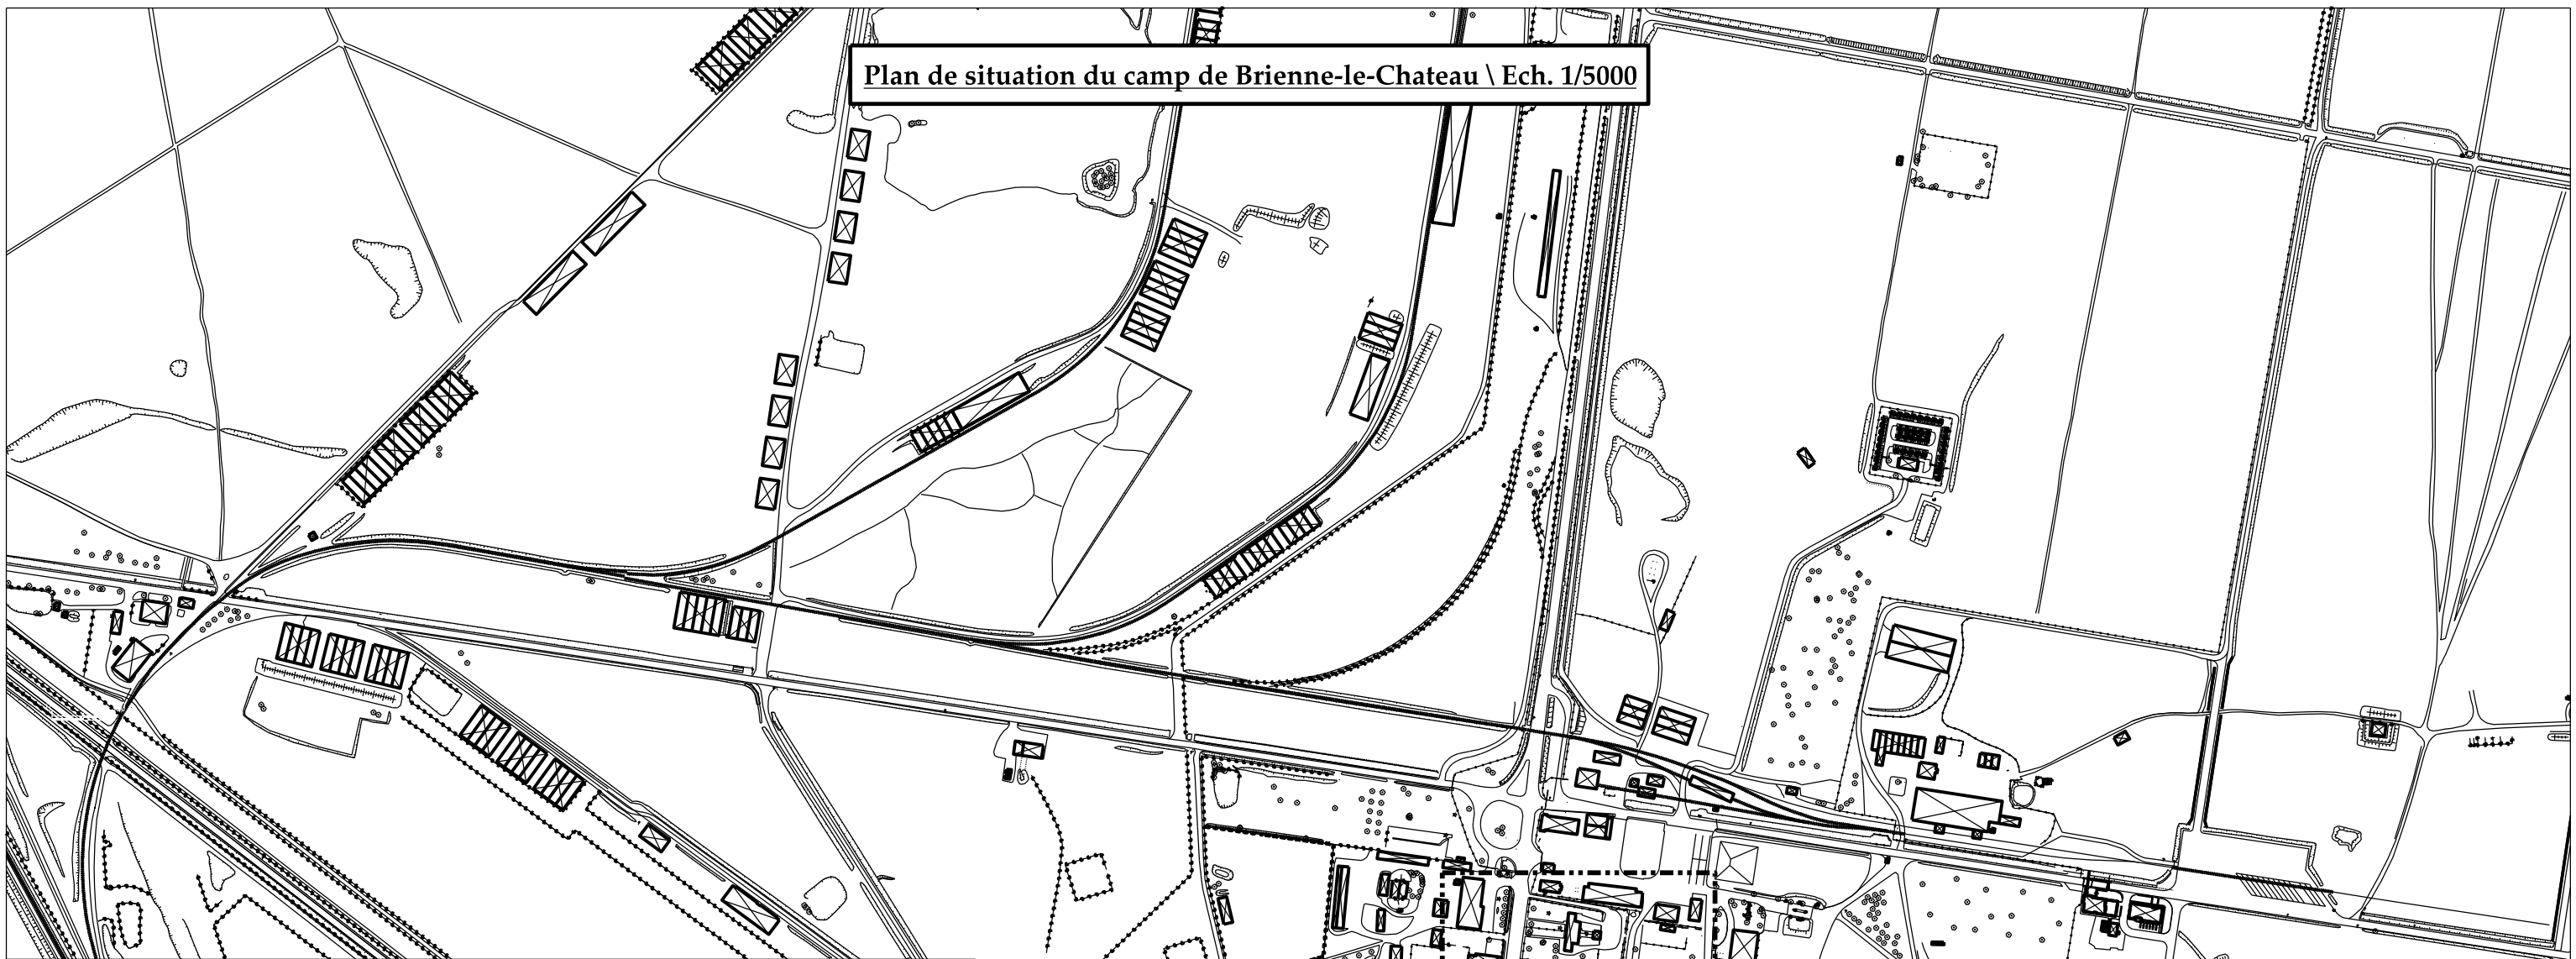 Plan de situation du camp de Brienne-le-Chateau \ Ech. 1/5000